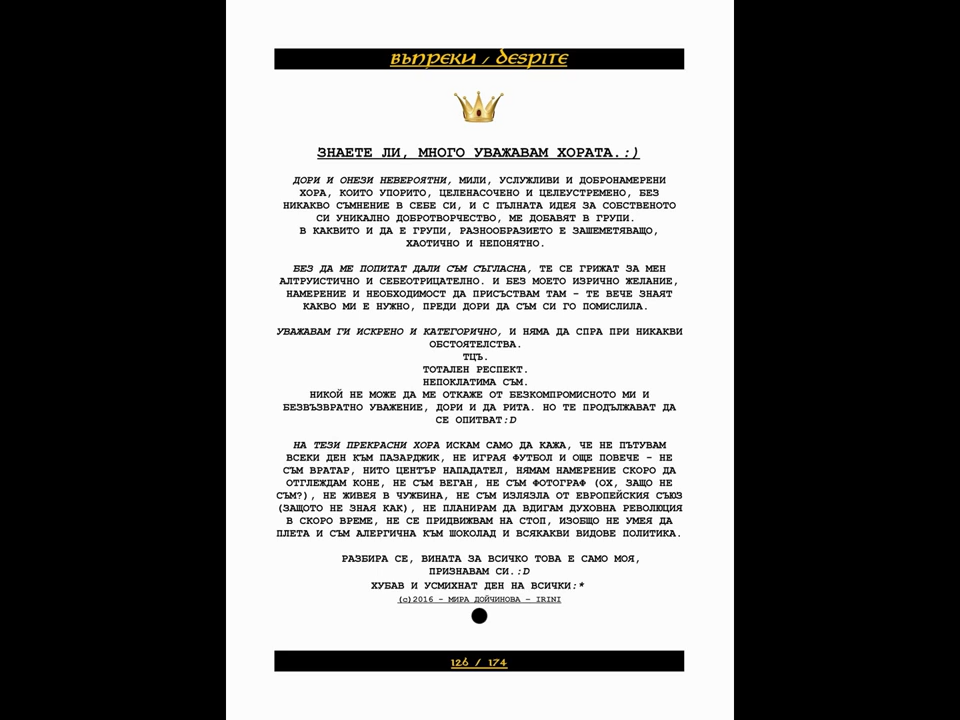 ВЪПРЕКИ / DESPITE
ЗНАЕТЕ ЛИ, МНОГО УВАЖАВАМ ХОРАТА.:)
ДОРИ И ОНЕЗИ НЕВЕРОЯТНИ, МИЛИ, УСЛУЖЛИВИ И ДОБРОНАМЕРЕНИ
ХОРА, КОИТО УПОРИТО, ЦЕЛЕНАСОЧЕНО И ЦЕЛЕУСТРЕМЕНО, БЕЗ
НИКАКВО СЪМНЕНИЕ В СЕБЕ СИ, И С ПЪЛНАТА ИДЕЯ ЗА СОБСТВЕНОТО
СИ УНИКАЛНО ДОБРОТВОРЧЕСТВО, МЕ ДОБАВЯТ В ГРУПИ.
В КАКВИТО И ДА Е ГРУПИ, РАЗНООБРАЗИЕТО Е ЗАШЕМЕТЯВАЩО,
ХАОТИЧНО И НЕПОНЯТНО.
БЕЗ ДА МЕ ПОПИТАТ ДАЛИ СЪМ СЪГЛАСНА, ТЕ СЕ ГРИЖАТ ЗА МЕН
АЛТРУИСТИЧНО И СЕБЕОТРИЦАТЕЛНО. И БЕЗ МОЕТО ИЗРИЧНО ЖЕЛАНИЕ,
НАМЕРЕНИЕ И НЕОБХОДИМОСТ ДА ПРИСЪСТВАМ ТАМ – ТЕ ВЕЧЕ ЗНАЯТ
КАКВО МИ Е НУЖНО, ПРЕДИ ДОРИ ДА СЪМ СИ ГО ПОМИСЛИЛА.
УВАЖАВАМ ГИ ИСКРЕНО И КАТЕГОРИЧНО, И НЯМА ДА СПРА ПРИ НИКАКВИ
ОБСТОЯТЕЛСТВА.
ТЦЪ.
ТОТАЛЕН РЕСПЕКТ.
НЕПОКЛАТИМА СЪМ.
НИКОЙ НЕ МОЖЕ ДА МЕ ОТКАЖЕ ОТ БЕЗКОМПРОМИСНОТО МИ И
БЕЗВЪЗВРАТНО УВАЖЕНИЕ, ДОРИ И ДА РИТА. НО ТЕ ПРОДЪЛЖАВАТ ДА
СЕ ОПИТВАТ:D
НА ТЕЗИ ПРЕКРАСНИ ХОРА ИСКАМ САМО ДА КАЖА, ЧЕ НЕ ПЪТУВАМ
ВСЕКИ ДЕН КЪМ ПАЗАРДЖИК, НЕ ИГРАЯ ФУТБОЛ И ОЩЕ ПОВЕЧЕ – НЕ
СЪМ ВРАТАР, НИТО ЦЕНТЪР НАПАДАТЕЛ, НЯМАМ НАМЕРЕНИЕ СКОРО ДА
ОТГЛЕЖДАМ КОНЕ, НЕ СЪМ ВЕГАН, НЕ СЪМ ФОТОГРАФ (ОХ, ЗАЩО НЕ
СЪМ?), НЕ ЖИВЕЯ В ЧУЖБИНА, НЕ СЪМ ИЗЛЯЗЛА ОТ ЕВРОПЕЙСКИЯ СЪЮЗ
(ЗАЩОТО НЕ ЗНАЯ КАК), НЕ ПЛАНИРАМ ДА ВДИГАМ ДУХОВНА РЕВОЛЮЦИЯ
В СКОРО ВРЕМЕ, НЕ СЕ ПРИДВИЖВАМ НА СТОП, ИЗОБЩО НЕ УМЕЯ ДА
ПЛЕТА И СЪМ АЛЕРГИЧНА КЪМ ШОКОЛАД И ВСЯКАКВИ ВИДОВЕ ПОЛИТИКА.
РАЗБИРА СЕ, ВИНАТА ЗА ВСИЧКО ТОВА Е САМО МОЯ,
ПРИЗНАВАМ СИ.:D
ХУБАВ И УСМИХНАТ ДЕН НА ВСИЧКИ:*
(c)2016 – МИРА ДОЙЧИНОВА – IRINI
126 / 174